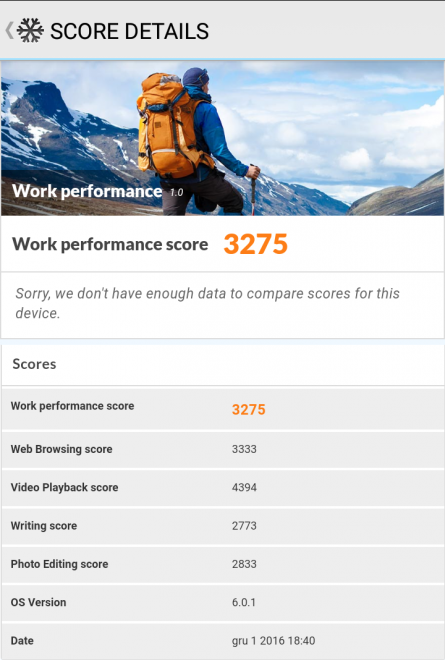 SCORE DETAILS
Work performance 1.0
Work performance score 3275
Sorry, we don't have enough data to compare scores for this
device.
Scores
Work performance score 3275
Web Browsing score 3333
Video Playback score 4394
Writing score 2773
Photo Editing score 2833
OS Version 6.0.1
Date gru 1 2016 18:40